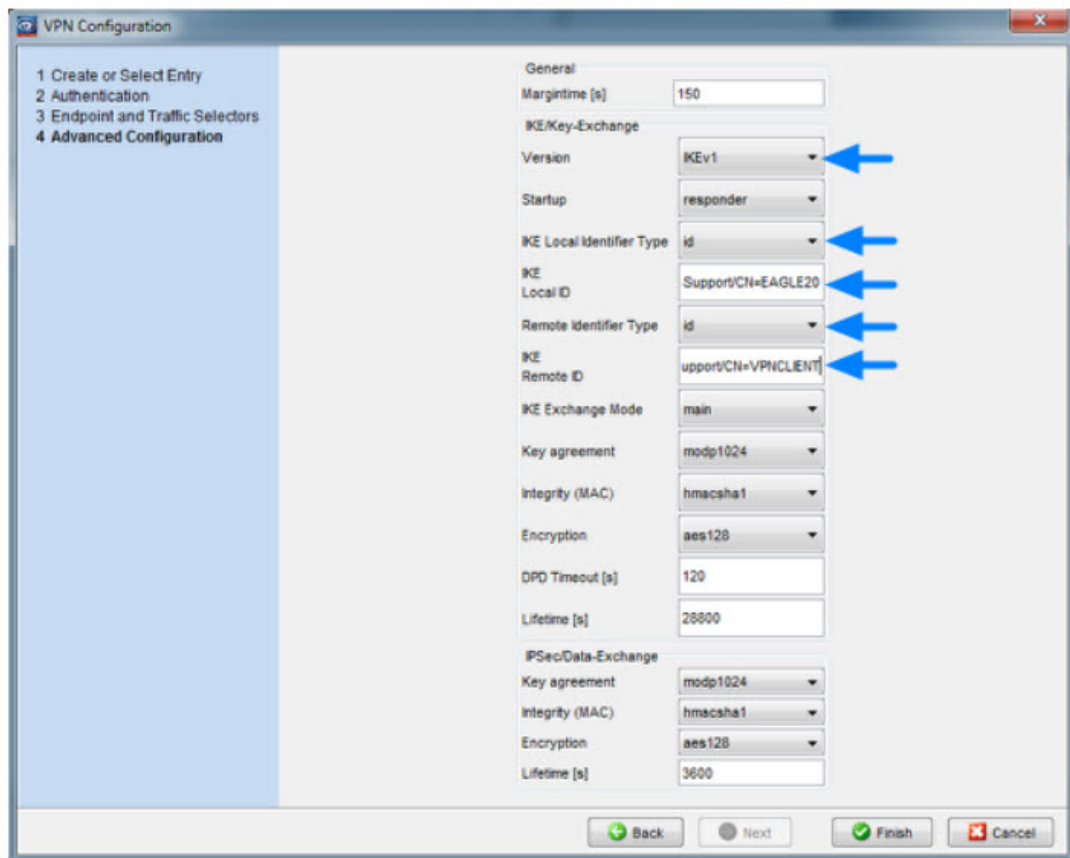 VPN Configuration
1 Create or Select Entry
2 Authentication
3 Endpoint and Traffic Selectors
4 Advanced Configuration
General
Margintime [s] 150
IKE/Key-Exchange
Version IKEv1
Startup responder
IKE Local Identifier Type id
IKE
Local ID Support/CN=EAGLE20
Remote Identifier Type id
IKE
Remote ID upport/CN=VPNCLIENT
IKE Exchange Mode main
Key agreement modp1024
Integrity (MAC) hmacsha1
Encryption aes128
DPD Timeout [s] 120
Lifetime [s] 28800
IPSec/Data-Exchange
Key agreement modp1024
Integrity (MAC) hmacsha1
Encryption aes128
Lifetime [s] 3600
Back Next Finish Cancel